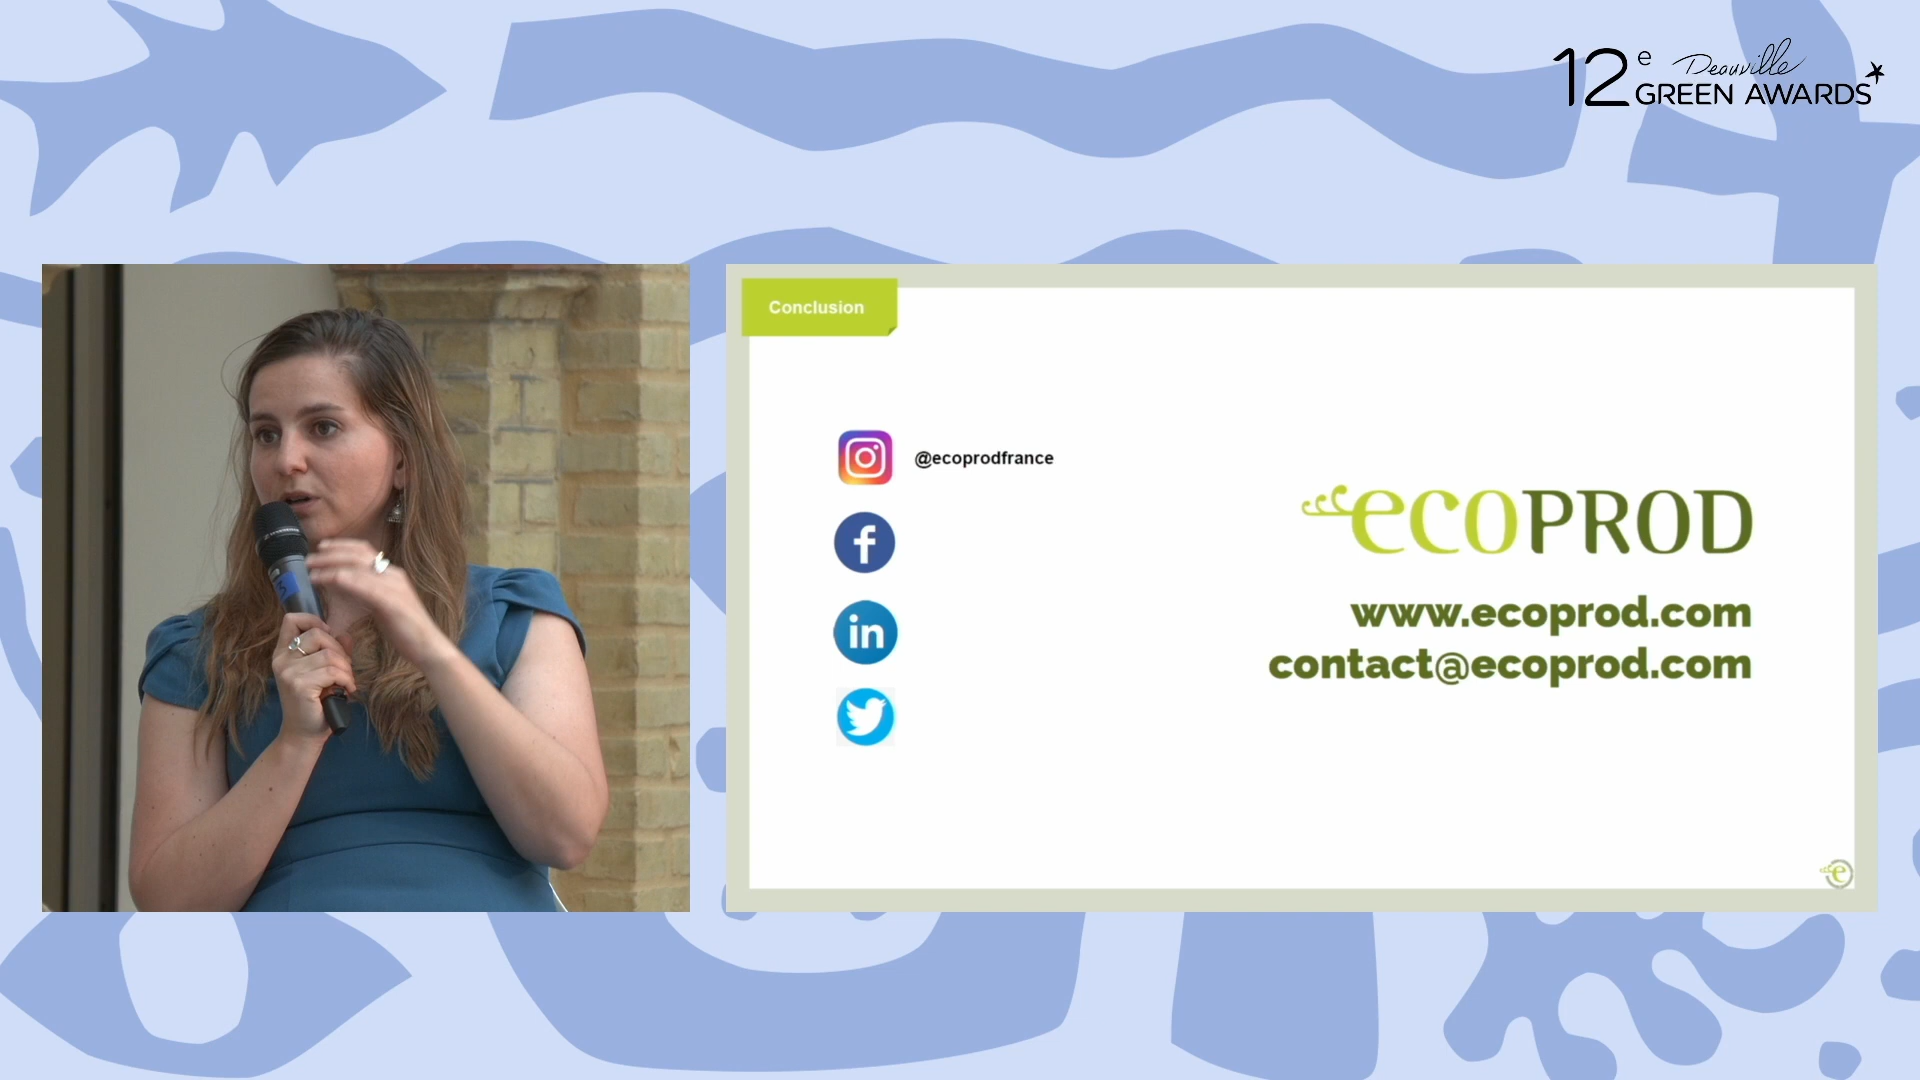 12e Deauville
GREEN AWARDS
Conclusion
@ecoprodfrance
ecoPROD
www.ecoprod.com
contact@ecoprod.com